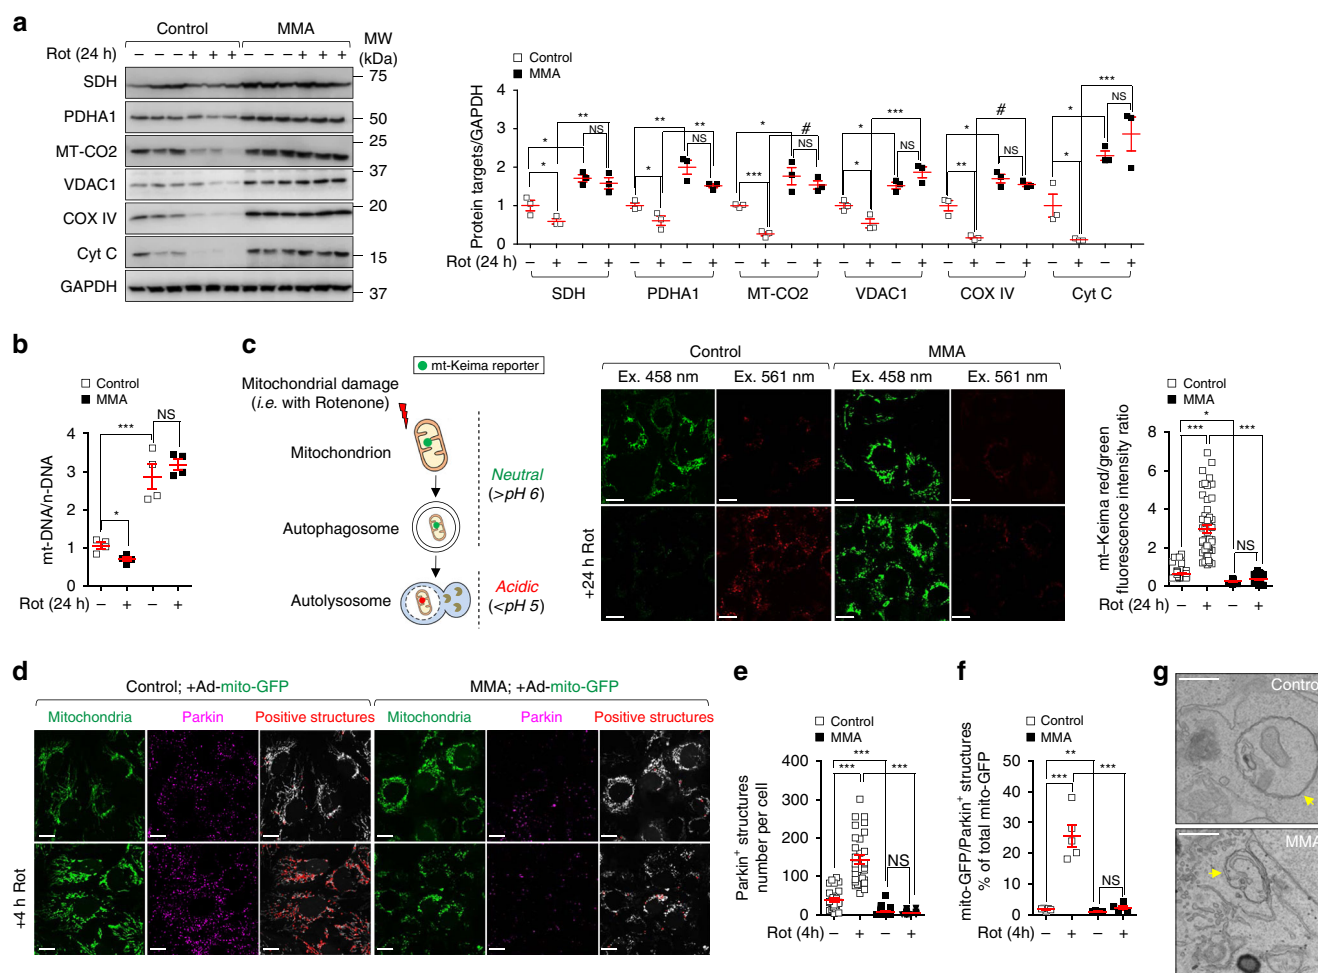 a
Control MMA MW
Rot (24 h) – – – + + + – – – + + + (kDa)
SDH 75
PDHA1 50
MT-CO2 25
37
VDAC1
COX IV 20
Cyt C 15
GAPDH 37
Control
MMA
Protein targets/GAPDH
4
3
2
1
0
* * ** NS
** * ** NS
* *** # NS
* * *** NS
* ** # NS
* * *** NS
Rot (24 h) – + – + – + – + – + – + – + – + – + – + – + – +
SDH PDHA1 MT-CO2 VDAC1 COX IV Cyt C
b
Control
MMA
mt-DNA/n-DNA
4
3
2
1
0
*** NS
*
Rot (24 h) – + – +
c
mt-Keima reporter
Mitochondrial damage
(i.e. with Rotenone)
Mitochondrion
Neutral
(>pH 6)
Autophagosome
Autolysosome
Acidic
(<pH 5)
Control MMA
Ex. 458 nm Ex. 561 nm Ex. 458 nm Ex. 561 nm
+24 h Rot
Control
MMA
mt–Keima red/green
fluorescence intensity ratio
8
6
4
2
0
*
*** ***
NS
Rot (24 h) – + – +
d
Control; +Ad-mito-GFP MMA; +Ad-mito-GFP
Mitochondria Parkin Positive structures Mitochondria Parkin Positive structures
+4 h Rot
e
Control
MMA
Parkin+ structures
number per cell
400
300
200
100
0
***
*** ***
NS
Rot (4h) – + – +
f
Control
MMA
mito-GFP/Parkin+ structures
% of total mito-GFP
50
40
30
20
10
0
**
*** ***
NS
Rot (4h) – + – +
g
Control
MMA